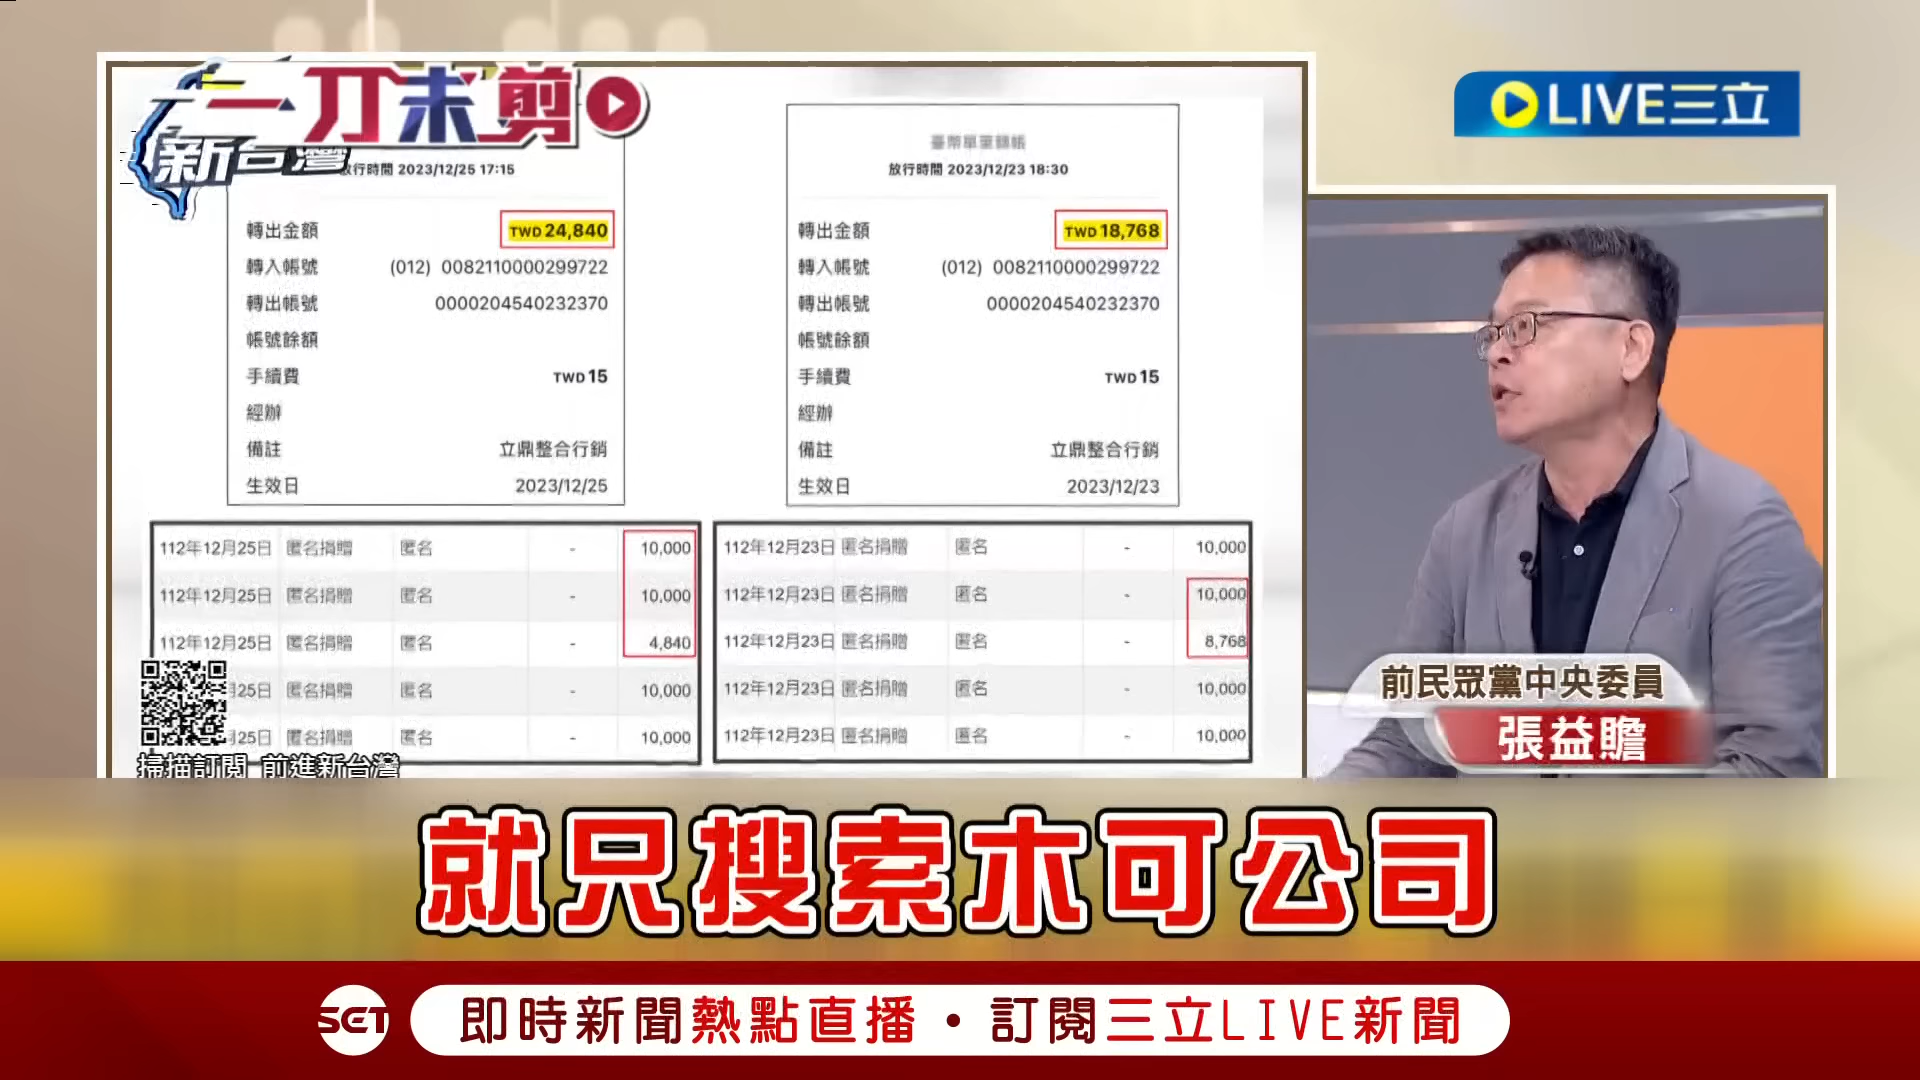 一刀未剪
新台灣
LIVE三立
放行時間 2023/12/25 17:15
轉出金額 TWD 24,840
轉入帳號 (012) 0082110000299722
轉出帳號 0000204540232370
帳號餘額
手續費 TWD 15
經辦
備註 立鼎整合行銷
生效日 2023/12/25
臺幣單筆轉帳
放行時間 2023/12/23 18:30
轉出金額 TWD 18,768
轉入帳號 (012) 0082110000299722
轉出帳號 0000204540232370
帳號餘額
手續費 TWD 15
經辦
備註 立鼎整合行銷
生效日 2023/12/23
112年12月25日 匿名捐贈 匿名 - 10,000
112年12月25日 匿名捐贈 匿名 - 10,000
112年12月25日 匿名捐贈 匿名 - 4,840
月25日 匿名捐贈 匿名 - 10,000
月25日 匿名捐贈 匿名 - 10,000
112年12月23日 匿名捐贈 匿名 - 10,000
112年12月23日 匿名捐贈 匿名 - 10,000
112年12月23日 匿名捐贈 匿名 - 8,768
112年12月23日 匿名捐贈 匿名 - 10,000
112年12月23日 匿名捐贈 匿名 - 10,000
掃描訂閱 前進新台灣
前民眾黨中央委員
張益贍
就只搜索木可公司
SET 即時新聞熱點直播・訂閱三立LIVE新聞